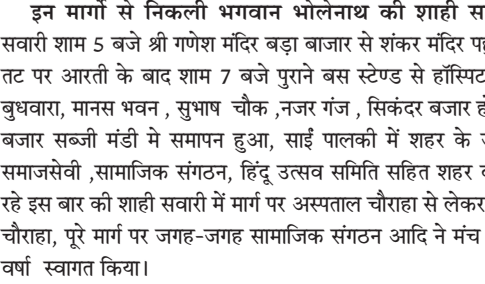 इन मार्गो से निकली भगवान भोलेनाथ की शाही
सवारी शाम 5 बजे श्री गणेश मंदिर बड़ा बाजार से शंकर मंदिर
तट पर आरती के बाद शाम 7 बजे पुराने बस स्टेण्ड से
बुधवारा, मानस भवन , सुभाष चौक ,नजर गंज , सिकंदर बजार
बजार सब्जी मंडी मे समापन हुआ, साईं पालकी में शहर के
समाजसेवी ,सामाजिक संगठन, हिंदू उत्सव समिति सहित शहर
रहे इस बार की शाही सवारी में मार्ग पर अस्पताल चौराहा से लेकर
चौराहा, पूरे मार्ग पर जगह-जगह सामाजिक संगठन आदि ने मंच
वर्षा स्वागत किया।